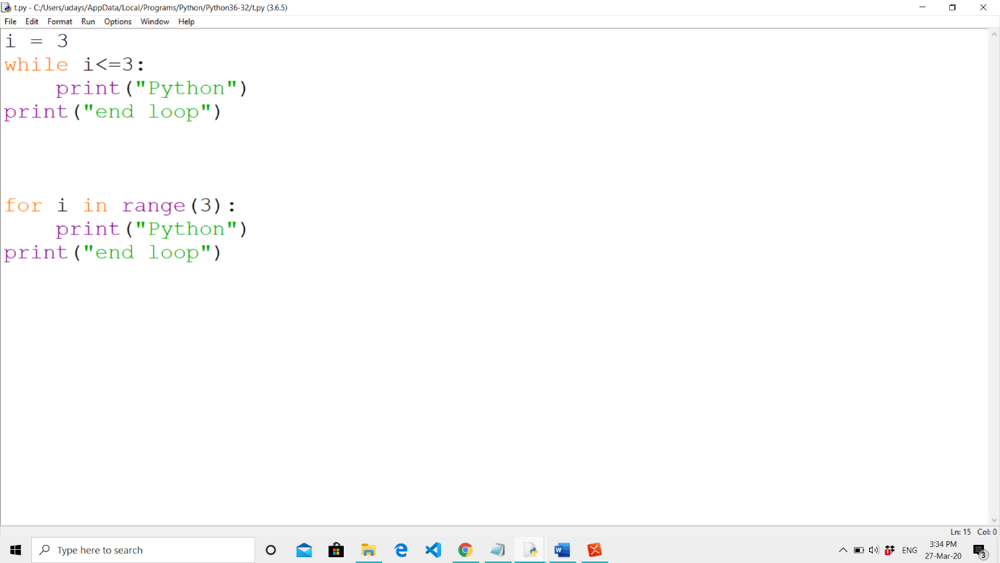 t.py - C:/Users/udays/AppData/Local/Programs/Python/Python36-32/t.py (3.6.5)
File Edit Format Run Options Window Help
i = 3
while i<=3:
    print("Python")
print("end loop")
for i in range(3):
    print("Python")
print("end loop")
Ln: 15 Col: 0
Type here to search
ENG
3:34 PM
27-Mar-20
3